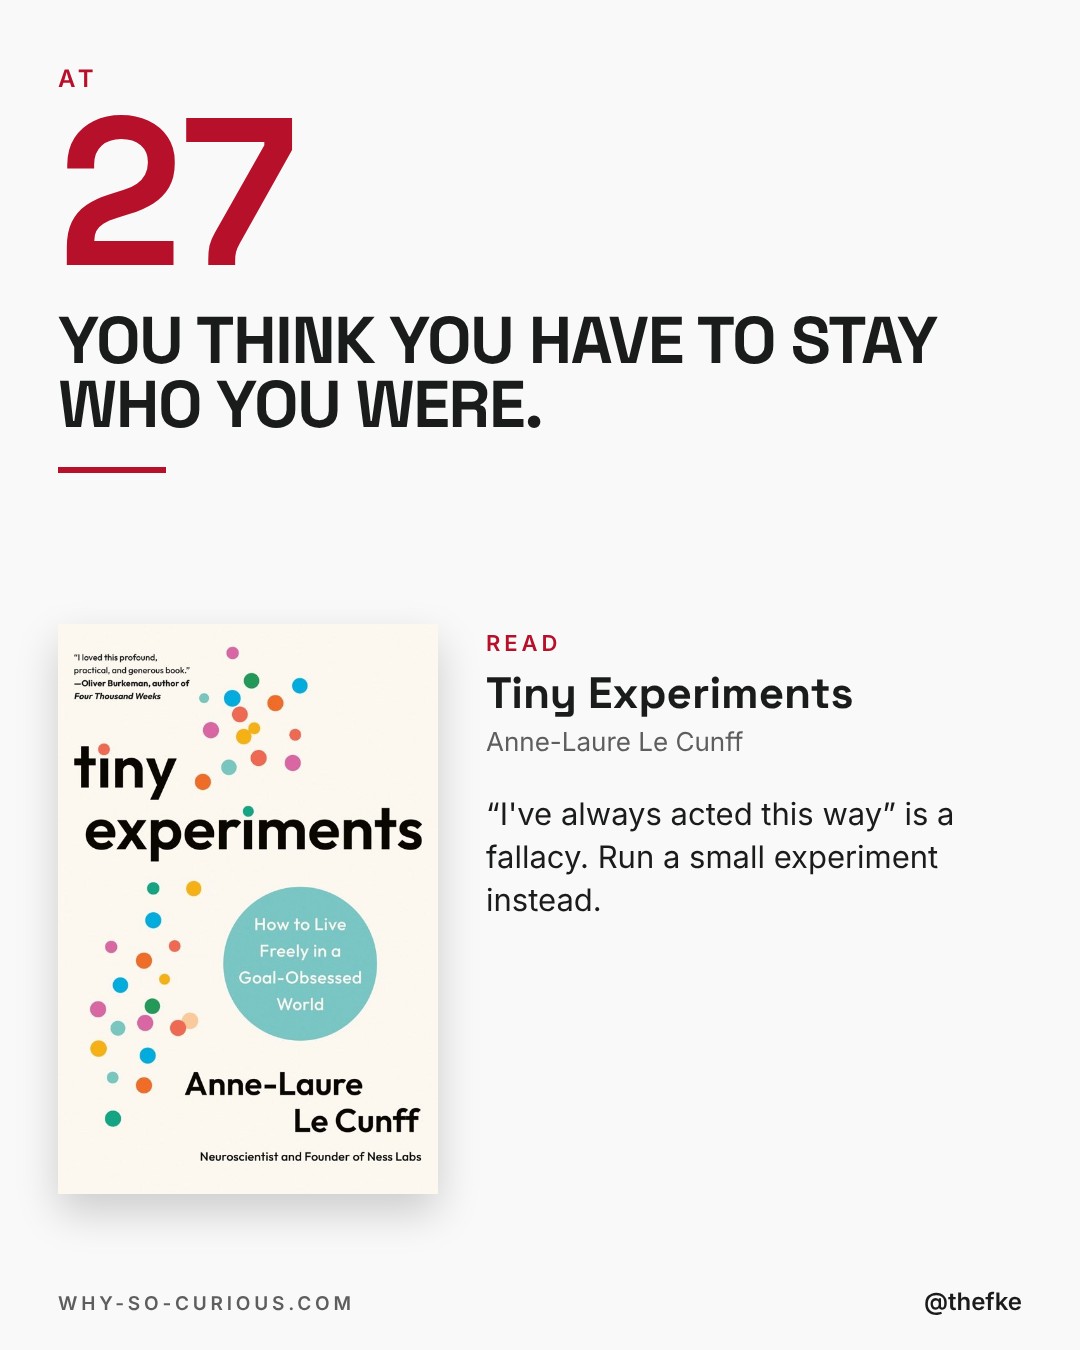 AT
27
YOU THINK YOU HAVE TO STAY
WHO YOU WERE.
“I loved this profound,
practical, and generous book.”
—Oliver Burkeman, author of
Four Thousand Weeks
tiny
experiments
How to Live
Freely in a
Goal-Obsessed
World
Anne-Laure
Le Cunff
Neuroscientist and Founder of Ness Labs
READ
Tiny Experiments
Anne-Laure Le Cunff
“I've always acted this way” is a
fallacy. Run a small experiment
instead.
WHY-SO-CURIOUS.COM
@thefke